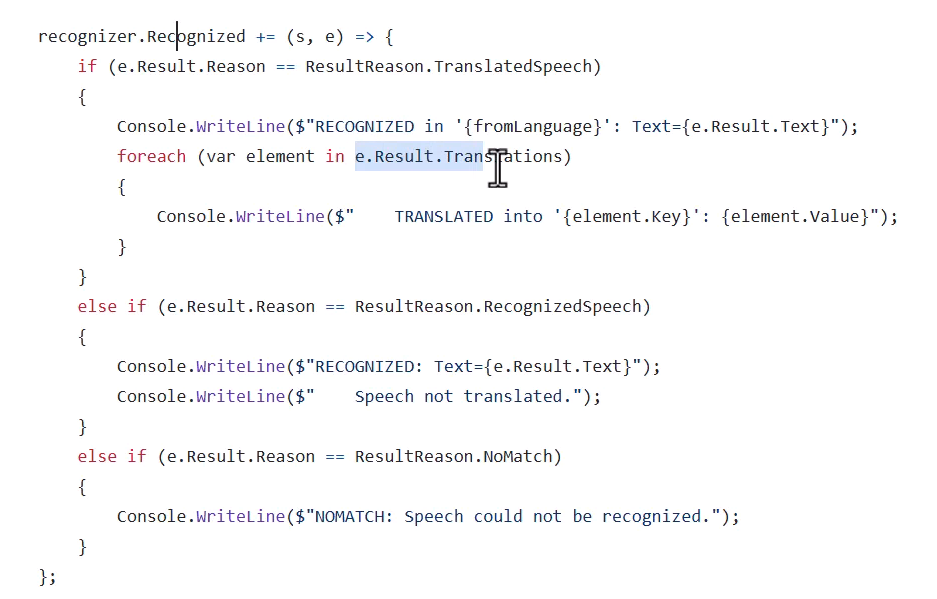 recognizer.Recognized += (s, e) => {
    if (e.Result.Reason == ResultReason.TranslatedSpeech)
    {
        Console.WriteLine($"RECOGNIZED in '{fromLanguage}': Text={e.Result.Text}");
        foreach (var element in e.Result.Translations)
        {
            Console.WriteLine($"    TRANSLATED into '{element.Key}': {element.Value}");
        }
    }
    else if (e.Result.Reason == ResultReason.RecognizedSpeech)
    {
        Console.WriteLine($"RECOGNIZED: Text={e.Result.Text}");
        Console.WriteLine($"    Speech not translated.");
    }
    else if (e.Result.Reason == ResultReason.NoMatch)
    {
        Console.WriteLine($"NOMATCH: Speech could not be recognized.");
    }
};